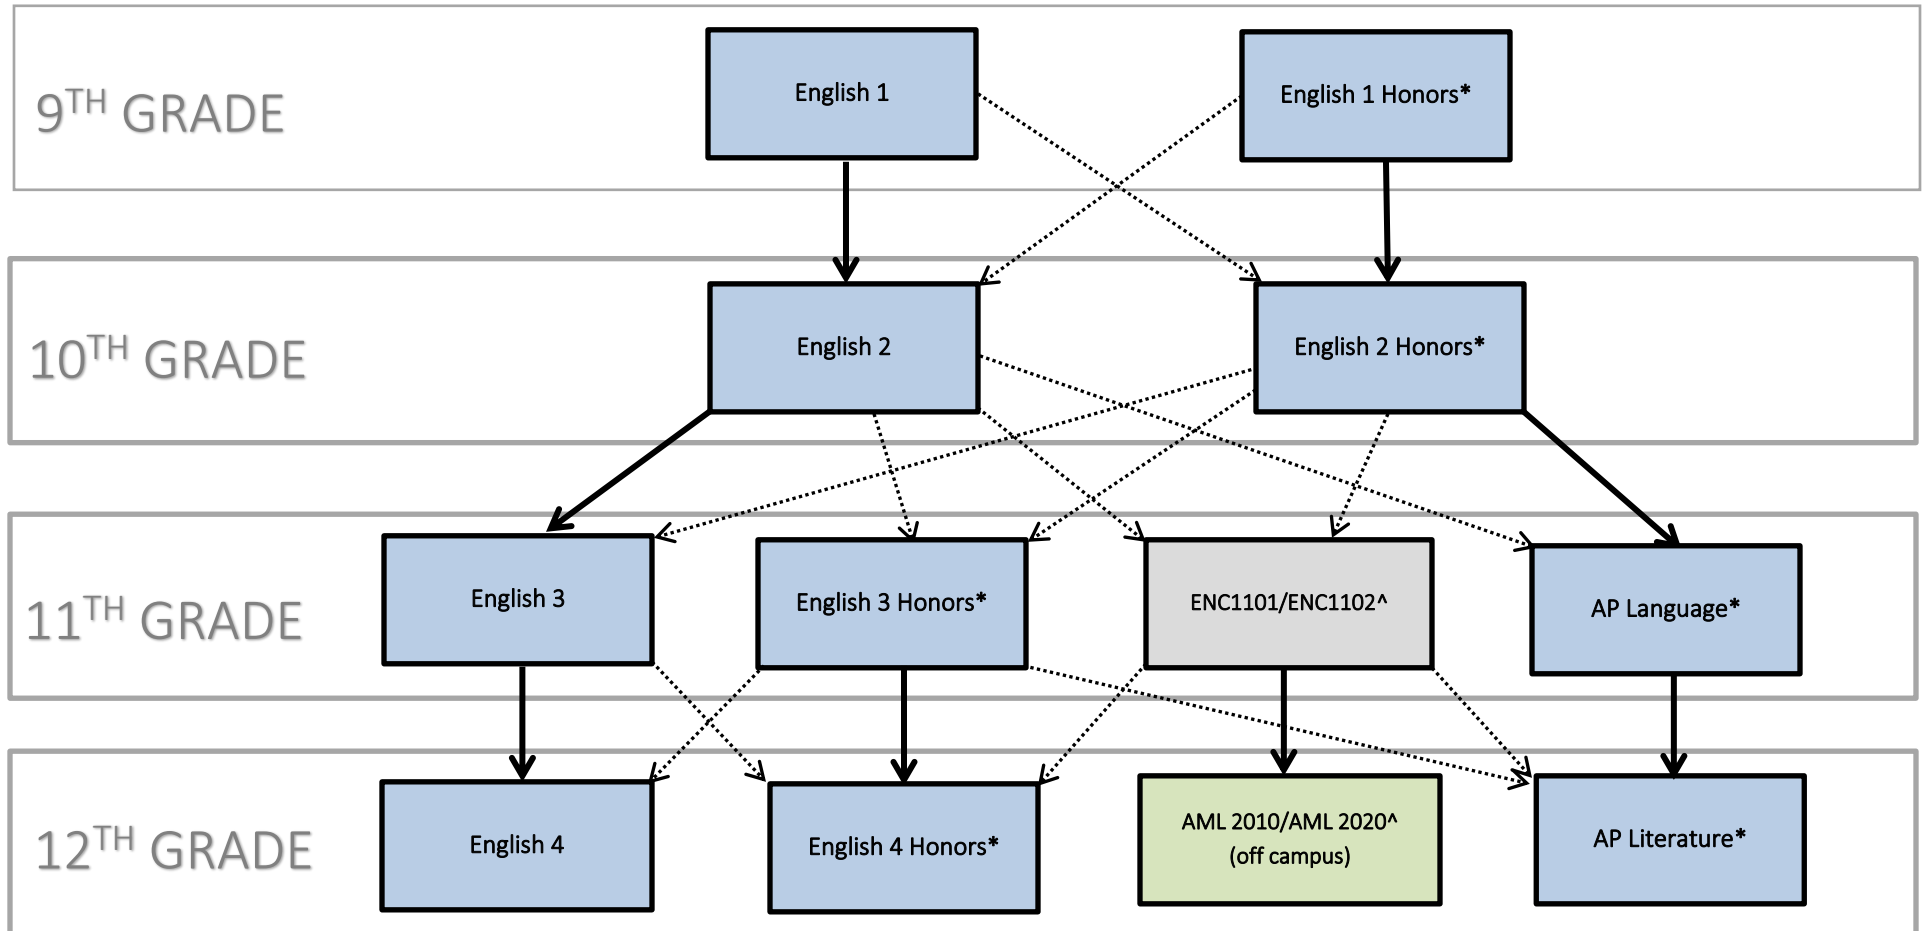 9TH GRADE
English 1
English 1 Honors*
10TH GRADE
English 2
English 2 Honors*
11TH GRADE
English 3
English 3 Honors*
ENC1101/ENC1102^
AP Language*
12TH GRADE
English 4
English 4 Honors*
AML 2010/AML 2020^
(off campus)
AP Literature*